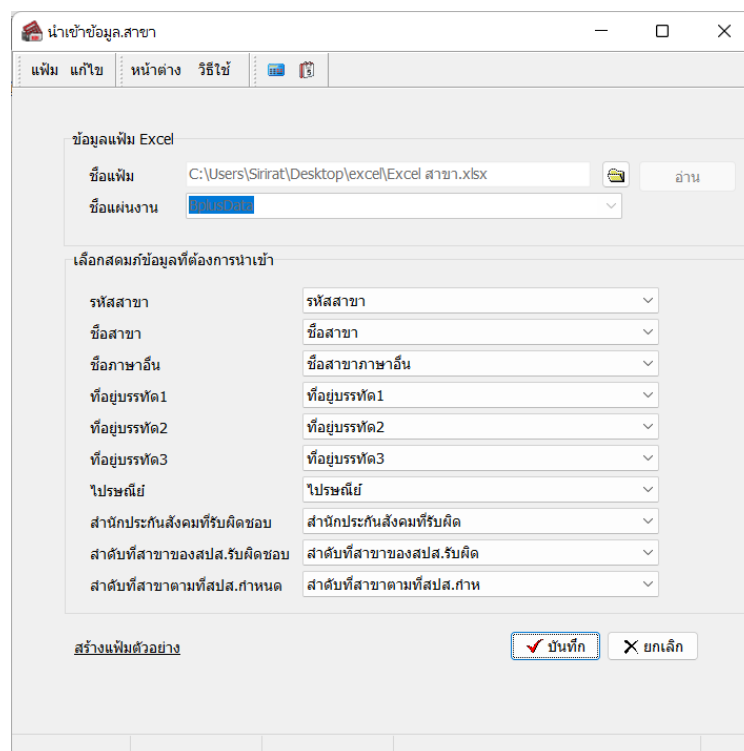 นำเข้าข้อมูล.สาขา
แฟ้ม แก้ไข หน้าต่าง วิธีใช้
ข้อมูลแฟ้ม Excel
ชื่อแฟ้ม C:\Users\Sirirat\Desktop\excel\Excel สาขา.xlsx อ่าน
ชื่อแผ่นงาน BplusData
เลือกสดมภ์ข้อมูลที่ต้องการนำเข้า
รหัสสาขา รหัสสาขา
ชื่อสาขา ชื่อสาขา
ชื่อภาษาอื่น ชื่อสาขาภาษาอื่น
ที่อยู่บรรทัด1 ที่อยู่บรรทัด1
ที่อยู่บรรทัด2 ที่อยู่บรรทัด2
ที่อยู่บรรทัด3 ที่อยู่บรรทัด3
ไปรษณีย์ ไปรษณีย์
สำนักประกันสังคมที่รับผิดชอบ สำนักประกันสังคมที่รับผิด
ลำดับที่สาขาของสปส.รับผิดชอบ ลำดับที่สาขาของสปส.รับผิด
ลำดับที่สาขาตามที่สปส.กำหนด ลำดับที่สาขาตามที่สปส.กำห
สร้างแฟ้มตัวอย่าง บันทึก ยกเลิก